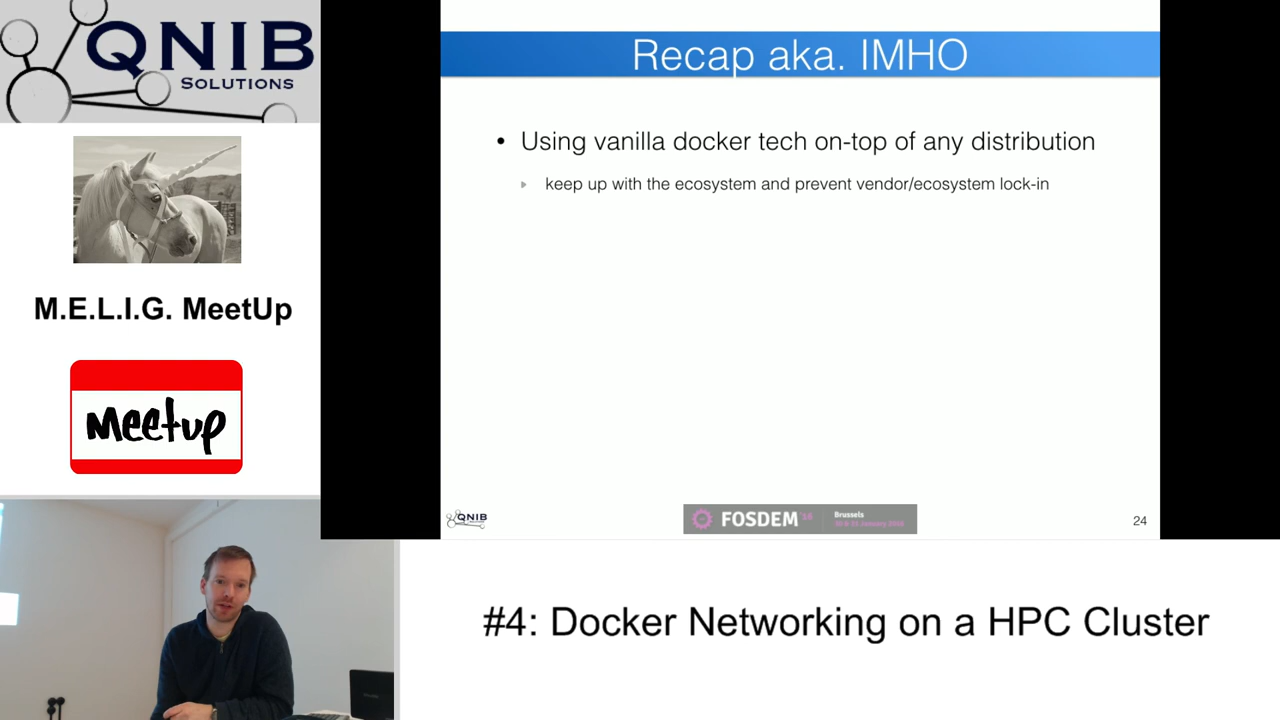 QNIB
SOLUTIONS
M.E.L.I.G. MeetUp
Meetup
Recap aka. IMHO
• Using vanilla docker tech on-top of any distribution
keep up with the ecosystem and prevent vendor/ecosystem lock-in
QNIB
FOSDEM
Brussels
24
#4: Docker Networking on a HPC Cluster